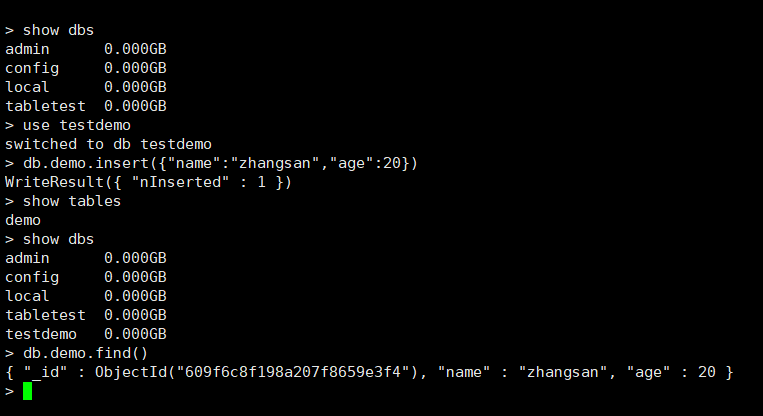 > show dbs
admin      0.000GB
config     0.000GB
local      0.000GB
tabletest  0.000GB
> use testdemo
switched to db testdemo
> db.demo.insert({"name":"zhangsan","age":20})
WriteResult({ "nInserted" : 1 })
> show tables
demo
> show dbs
admin      0.000GB
config     0.000GB
local      0.000GB
tabletest  0.000GB
testdemo   0.000GB
> db.demo.find()
{ "_id" : ObjectId("609f6c8f198a207f8659e3f4"), "name" : "zhangsan", "age" : 20 }
>